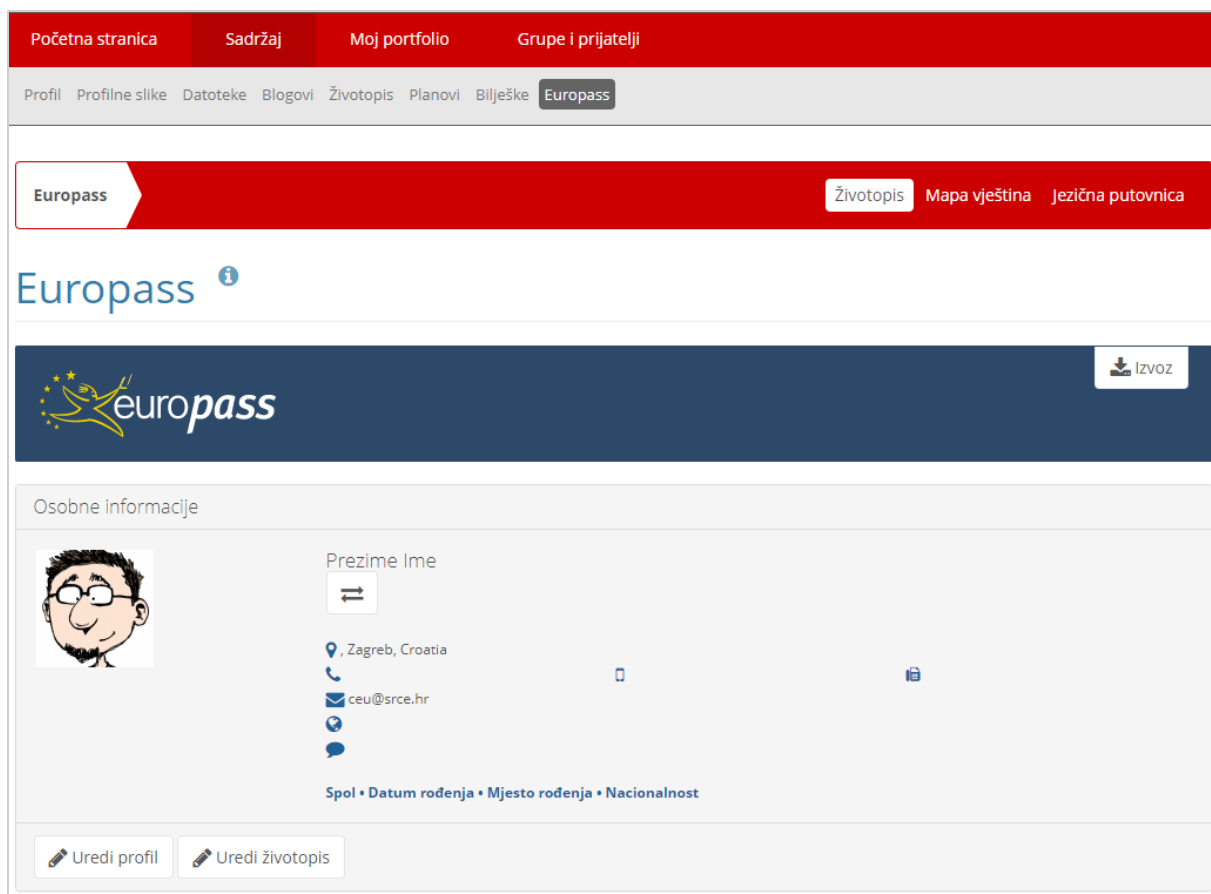 Početna stranica Sadržaj Moj portfolio Grupe i prijatelji
Profil Profilne slike Datoteke Blogovi Životopis Planovi Bilješke Europass
Europass Životopis Mapa vještina Jezična putovnica
Europass
Izvoz
europass
Osobne informacije
Prezime Ime
, Zagreb, Croatia
ceu@srce.hr
Spol • Datum rođenja • Mjesto rođenja • Nacionalnost
Uredi profil Uredi životopis